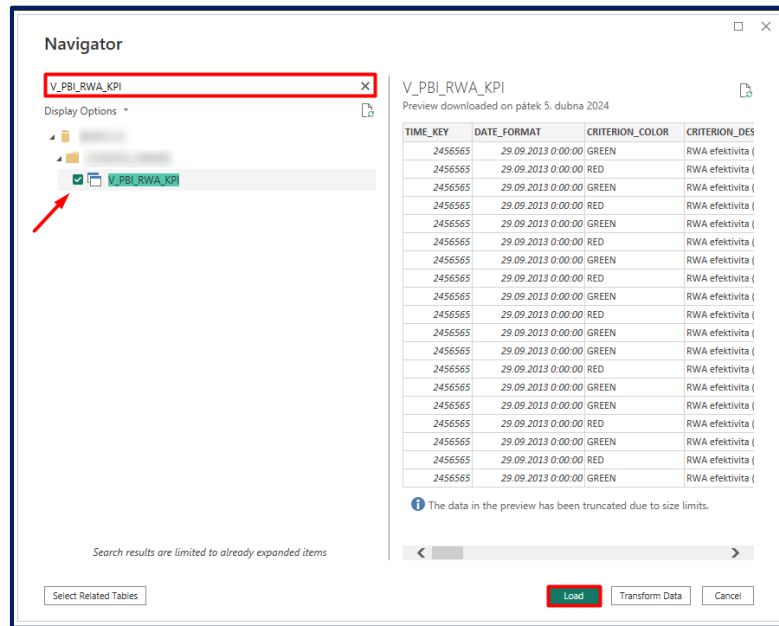 Navigator
V_PBI_RWA_KPI
Display Options
V_PBI_RWA_KPI
Search results are limited to already expanded items
Select Related Tables
V_PBI_RWA_KPI
Preview downloaded on pátek 5. dubna 2024
TIME_KEY DATE_FORMAT CRITERION_COLOR CRITERION_DES
2456565 29.09.2013 0:00:00 GREEN RWA efektivita (
2456565 29.09.2013 0:00:00 RED RWA efektivita (
2456565 29.09.2013 0:00:00 GREEN RWA efektivita (
2456565 29.09.2013 0:00:00 RED RWA efektivita (
2456565 29.09.2013 0:00:00 GREEN RWA efektivita (
2456565 29.09.2013 0:00:00 RED RWA efektivita (
2456565 29.09.2013 0:00:00 GREEN RWA efektivita (
2456565 29.09.2013 0:00:00 RED RWA efektivita (
2456565 29.09.2013 0:00:00 GREEN RWA efektivita (
2456565 29.09.2013 0:00:00 RED RWA efektivita (
2456565 29.09.2013 0:00:00 GREEN RWA efektivita (
2456565 29.09.2013 0:00:00 GREEN RWA efektivita (
2456565 29.09.2013 0:00:00 RED RWA efektivita (
2456565 29.09.2013 0:00:00 GREEN RWA efektivita (
2456565 29.09.2013 0:00:00 GREEN RWA efektivita (
2456565 29.09.2013 0:00:00 RED RWA efektivita (
2456565 29.09.2013 0:00:00 GREEN RWA efektivita (
2456565 29.09.2013 0:00:00 RED RWA efektivita (
2456565 29.09.2013 0:00:00 GREEN RWA efektivita (
The data in the preview has been truncated due to size limits.
Load Transform Data Cancel